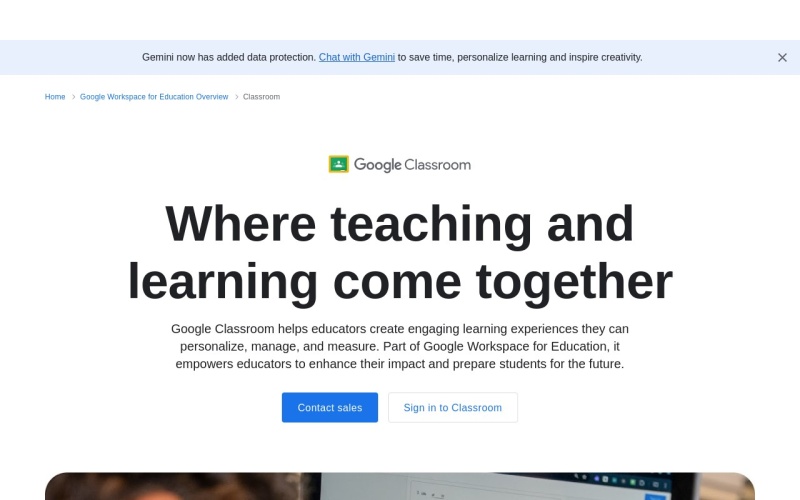 Gemini now has added data protection. Chat with Gemini to save time, personalize learning and inspire creativity.
Home > Google Workspace for Education Overview > Classroom
Google Classroom
Where teaching and
learning come together
Google Classroom helps educators create engaging learning experiences they can
personalize, manage, and measure. Part of Google Workspace for Education, it
empowers educators to enhance their impact and prepare students for the future.
Contact sales
Sign in to Classroom